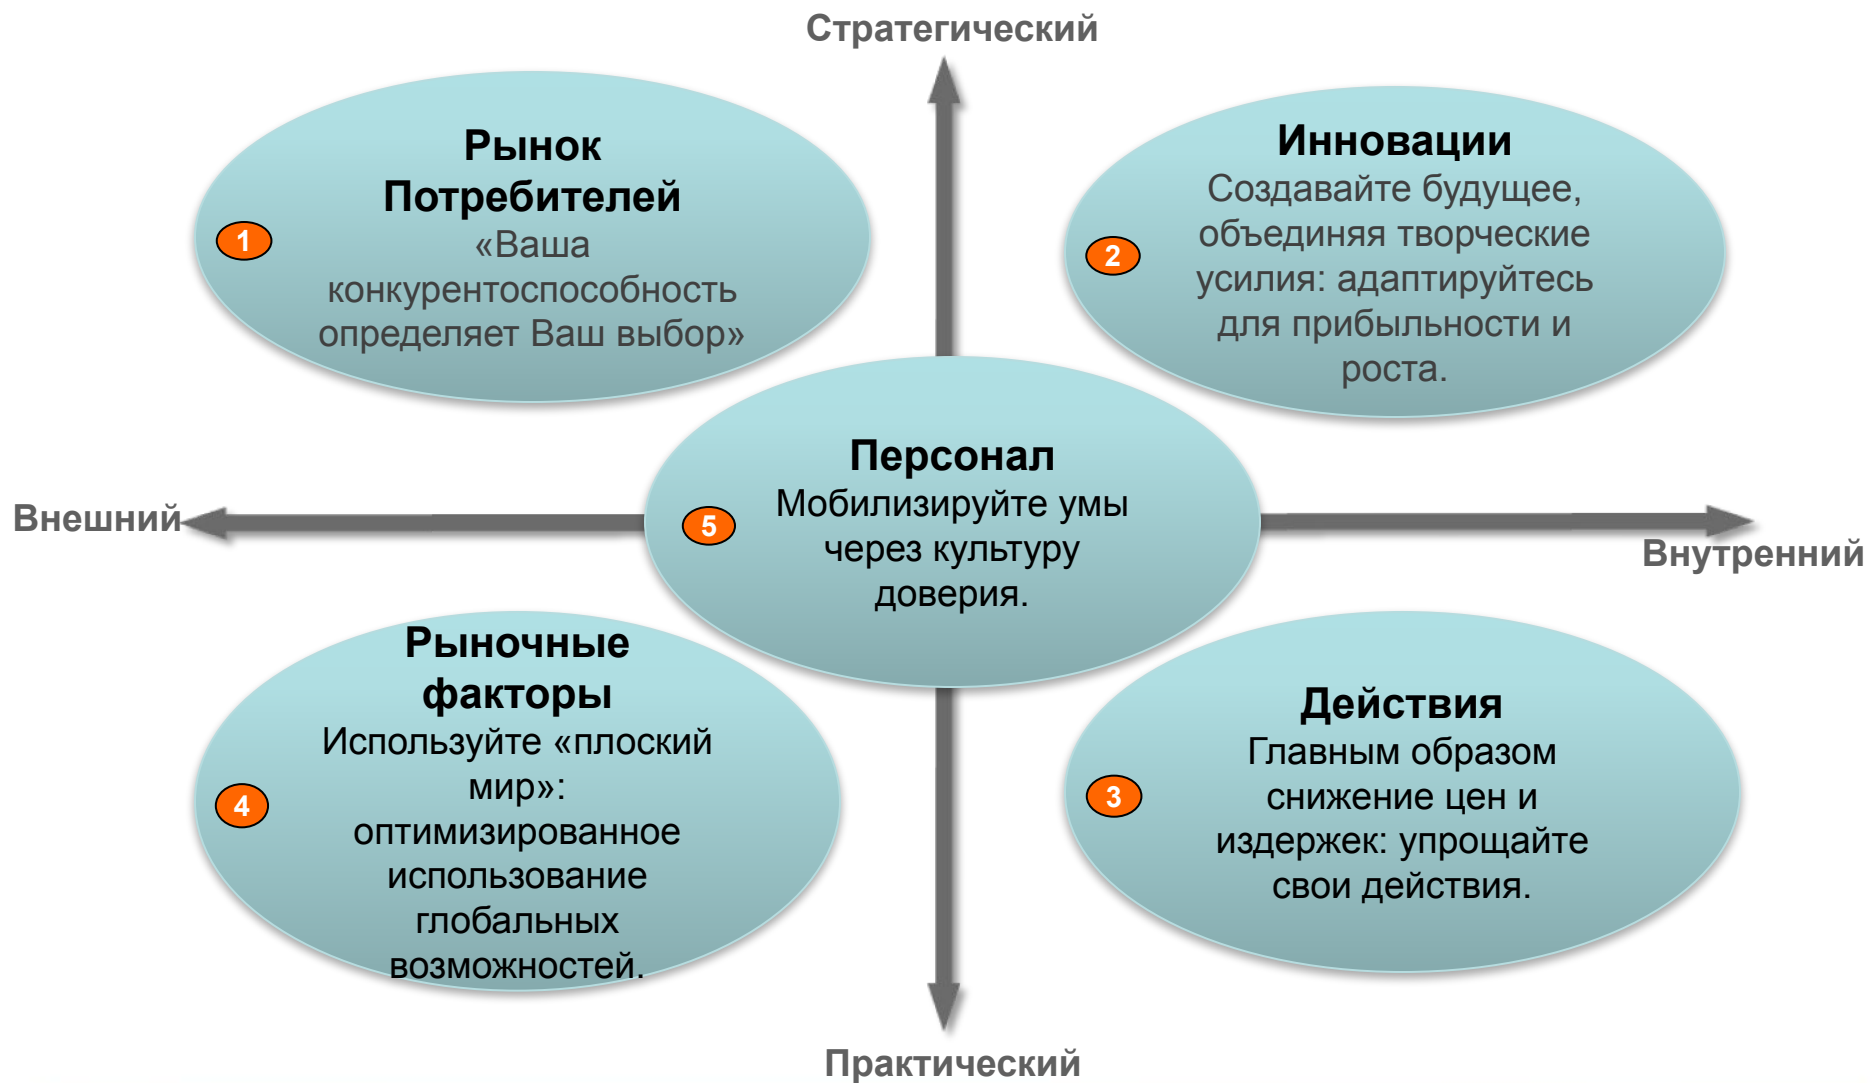 Стратегический
Рынок
Потребителей
1
«Ваша
конкурентоспособность
определяет Ваш выбор»
Инновации
2
Создавайте будущее,
объединяя творческие
усилия: адаптируйтесь
для прибыльности и
роста.
Внешний
Персонал
5
Мобилизируйте умы
через культуру
доверия.
Внутренний
Рыночные
факторы
4
Используйте «плоский
мир»:
оптимизированное
использование
глобальных
возможностей.
Действия
3
Главным образом
снижение цен и
издержек: упрощайте
свои действия.
Практический